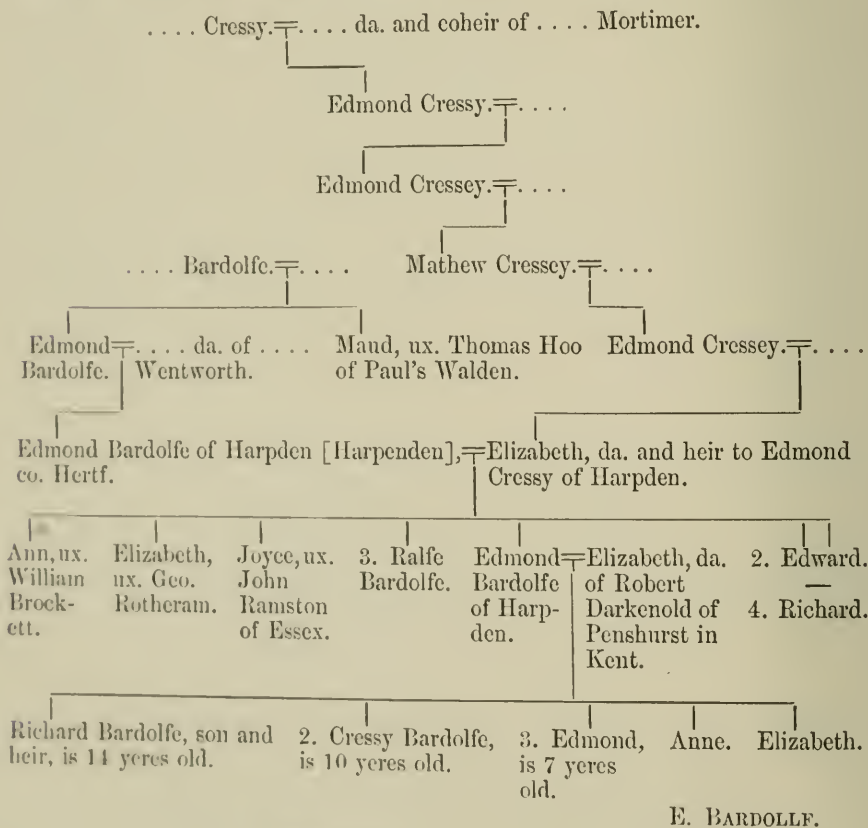 . . . . Cressy.=. . . . da. and coheir of . . . . Mortimer.
Edmond Cressy.=. . . .
Edmond Cressey.=. . . .
. . . . Bardolfe.=. . . .
Mathew Cressey.=. . . .
Edmond=. . . . da. of . . . .
Bardolfe. Wentworth.
Maud, ux. Thomas Hoo
of Paul's Walden.
Edmond Cressey.=. . . .
Edmond Bardolfe of Harpden [Harpenden],=Elizabeth, da. and heir to Edmond
co. Hertf.
Cressy of Harpden.
Ann, ux.
William
Brock-
ett.
Elizabeth,
ux. Geo.
Rotheram.
Joyce, ux.
John
Ramston
of Essex.
3. Ralfe
Bardolfe.
Edmond=Elizabeth, da.
Bardolfe
of Harp-
den.
of Robert
Darkenold of
Penshurst in
Kent.
2. Edward.
—
4. Richard.
Richard Bardolfe, son and
heir, is 14 yeres old.
2. Cressy Bardolfe,
is 10 yeres old.
3. Edmond,
is 7 yeres
old.
Anne.
Elizabeth.
E. BARDOLLF.